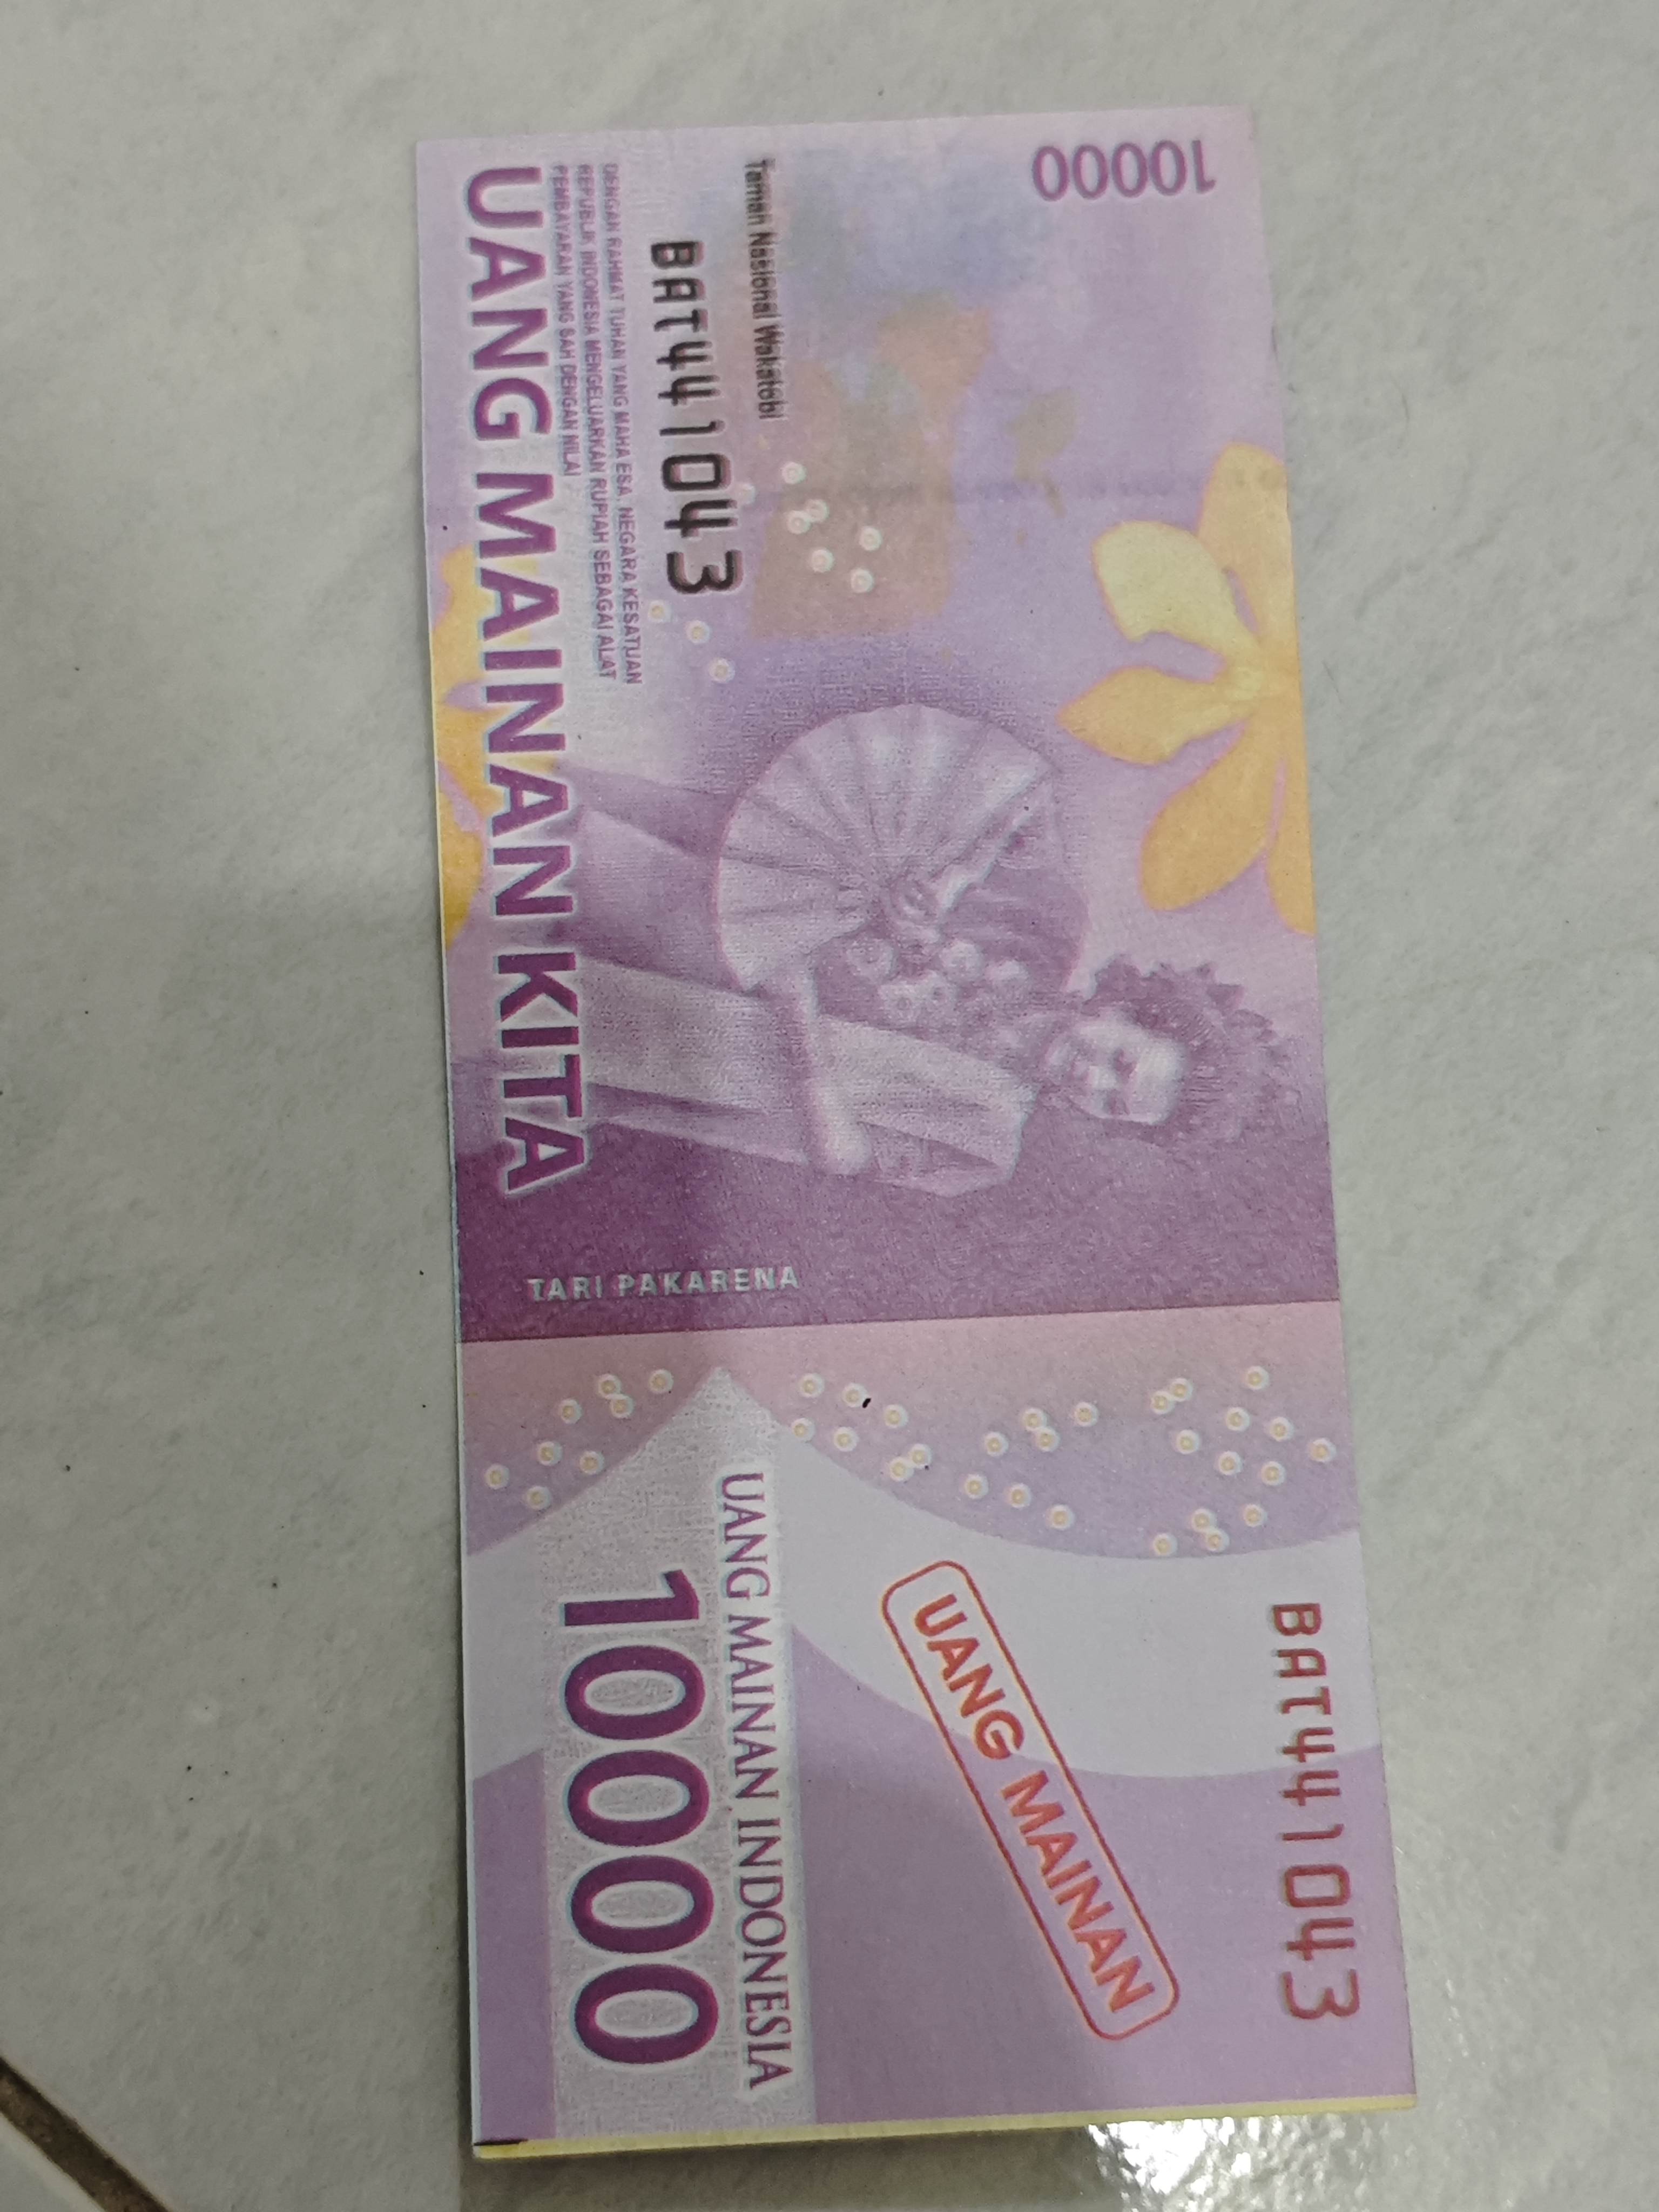 10000
Taman Nasional Wakatobi
BAT441043
DENGAN RAHMAT TUHAN YANG MAHA ESA, NEGARA KESATUAN
REPUBLIK INDONESIA MENGELUARKAN RUPIAH SEBAGAI ALAT
PEMBAYARAN YANG SAH DENGAN NILAI
UANG MAINAN KITA
TARI PAKARENA
BAT441043
UANG MAINAN
UANG MAINAN INDONESIA
10000